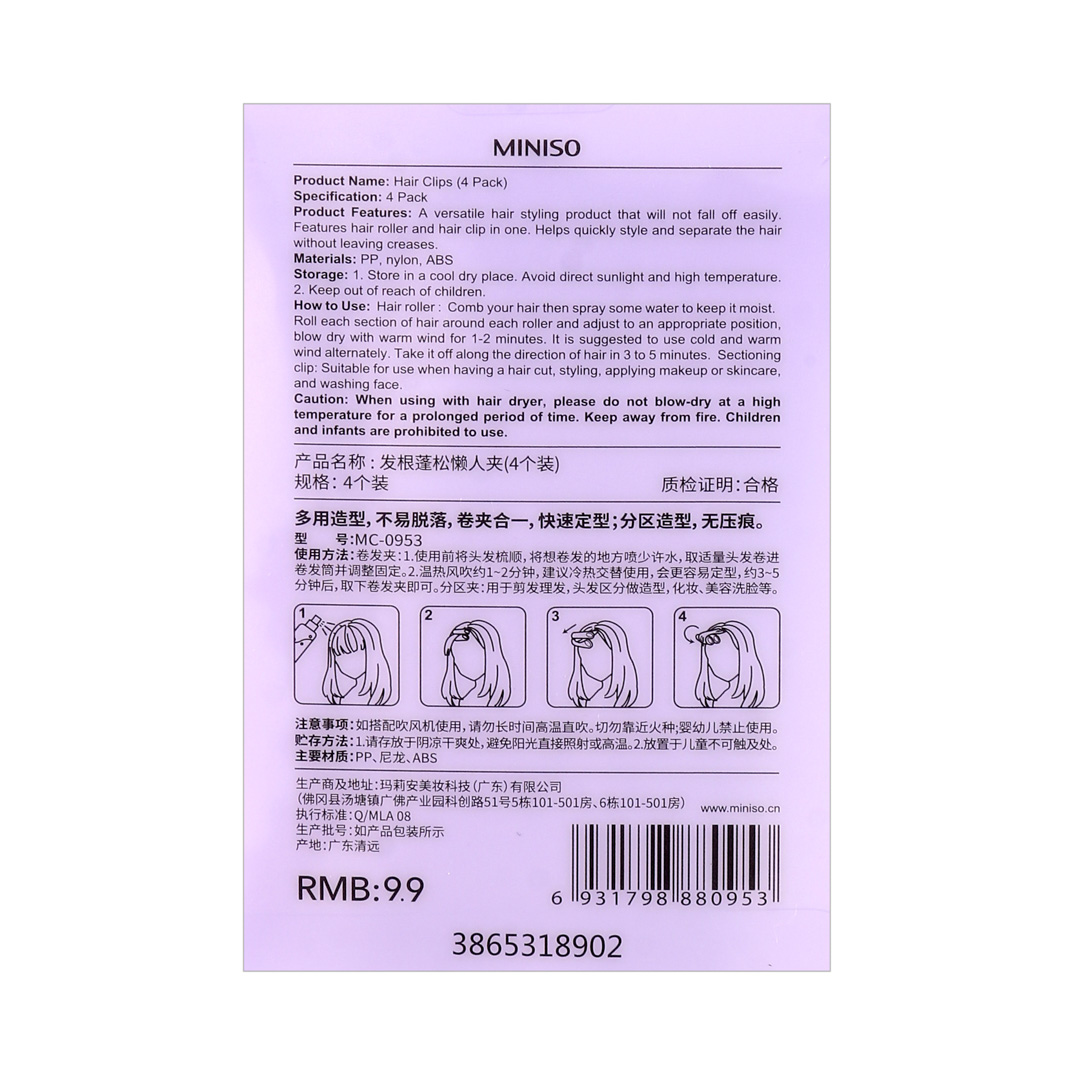 MINISO
Product Name: Hair Clips (4 Pack)
Specification: 4 Pack
Product Features: A versatile hair styling product that will not fall off easily.
Features hair roller and hair clip in one. Helps quickly style and separate the hair
without leaving creases.
Materials: PP, nylon, ABS
Storage: 1. Store in a cool dry place. Avoid direct sunlight and high temperature.
2. Keep out of reach of children.
How to Use: Hair roller : Comb your hair then spray some water to keep it moist.
Roll each section of hair around each roller and adjust to an appropriate position,
blow dry with warm wind for 1-2 minutes. It is suggested to use cold and warm
wind alternately. Take it off along the direction of hair in 3 to 5 minutes. Sectioning
clip: Suitable for use when having a hair cut, styling, applying makeup or skincare,
and washing face.
Caution: When using with hair dryer, please do not blow-dry at a high
temperature for a prolonged period of time. Keep away from fire. Children
and infants are prohibited to use.
产品名称 : 发根蓬松懒人夹(4个装)
规格: 4个装 质检证明:合格
多用造型, 不易脱落, 卷夹合一, 快速定型;分区造型, 无压痕。
型 号:MC-0953
使用方法:卷发夹:1.使用前将头发梳顺, 将想卷发的地方喷少许水, 取适量头发卷进
卷发筒并调整固定。2.温热风吹约1~2分钟, 建议冷热交替使用, 会更容易定型, 约3~5
分钟后, 取下卷发夹即可。分区夹:用于剪发理发, 头发区分做造型, 化妆、美容洗脸等。
1 2 3 4
注意事项:如搭配吹风机使用, 请勿长时间高温直吹。切勿靠近火种;婴幼儿禁止使用。
贮存方法:1.请存放于阴凉干爽处, 避免阳光直接照射或高温。2.放置于儿童不可触及处。
主要材质:PP、尼龙、ABS
生产商及地址:玛莉安美妆科技(广东)有限公司
(佛冈县汤塘镇广佛产业园科创路51号5栋101-501房、6栋101-501房) www.miniso.cn
执行标准:Q/MLA 08
生产批号:如产品包装所示
产地:广东清远
RMB:9.9
6 931798 880953
3865318902